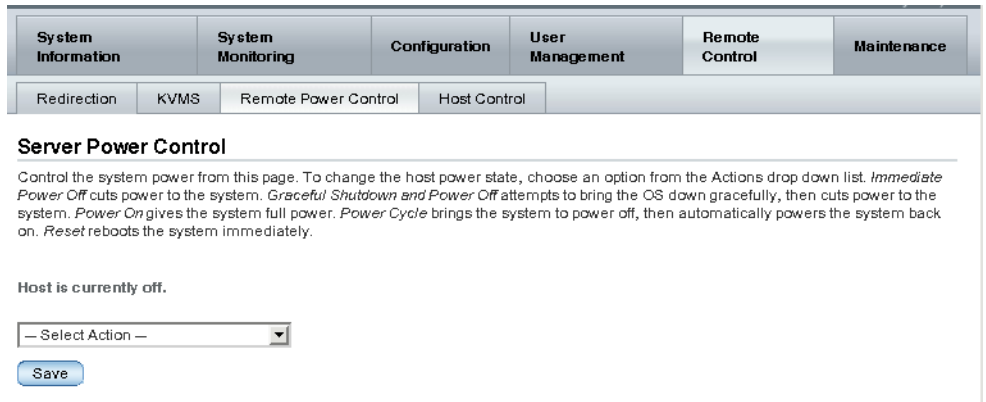 System Information
System Monitoring
Configuration
User Management
Remote Control
Maintenance
Redirection
KVMS
Remote Power Control
Host Control
Server Power Control
Control the system power from this page. To change the host power state, choose an option from the Actions drop down list. Immediate
Power Off cuts power to the system. Graceful Shutdown and Power Off attempts to bring the OS down gracefully, then cuts power to the
system. Power On gives the system full power. Power Cycle brings the system to power off, then automatically powers the system back
on. Reset reboots the system immediately.
Host is currently off.
— Select Action —
Save